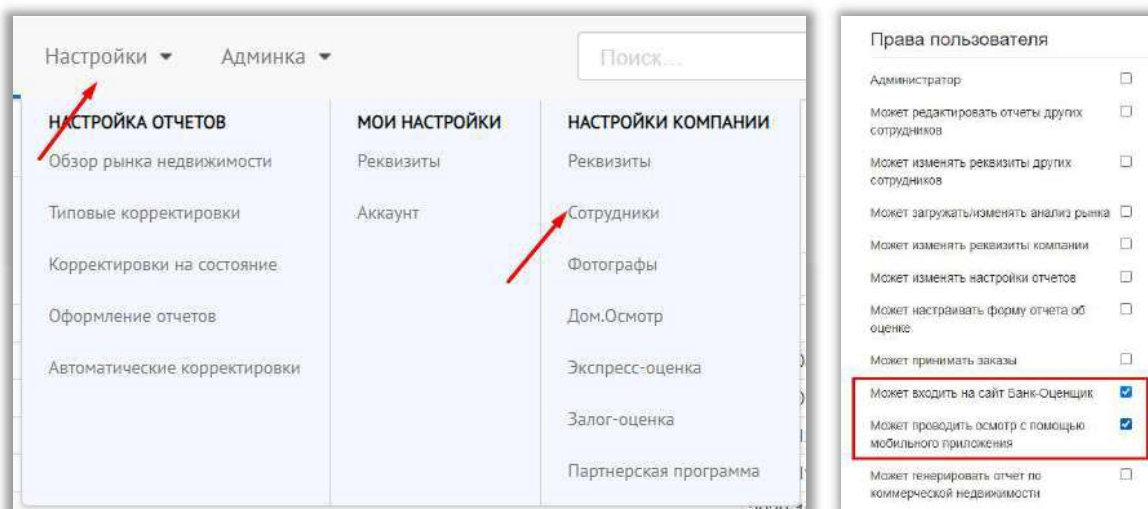 Настройки Админка Поиск...
НАСТРОЙКА ОТЧЕТОВ
Обзор рынка недвижимости
Типовые корректировки
Корректировки на состояние
Оформление отчетов
Автоматические корректировки
МОИ НАСТРОЙКИ
Реквизиты
Аккаунт
НАСТРОЙКИ КОМПАНИИ
Реквизиты
Сотрудники
Фотографы
Дом.Осмотр
Экспресс-оценка
Залог-оценка
Партнерская программа
Права пользователя
Администратор
Может редактировать отчеты других
сотрудников
Может изменять реквизиты других
сотрудников
Может загружать/изменять анализ рынка
Может изменять реквизиты компании
Может изменять настройки отчетов
Может настраивать форму отчета об
оценке
Может принимать заказы
Может входить на сайт Банк-Оценщик
Может проводить осмотр с помощью
мобильного приложения
Может генерировать отчет по
коммерческой недвижимости